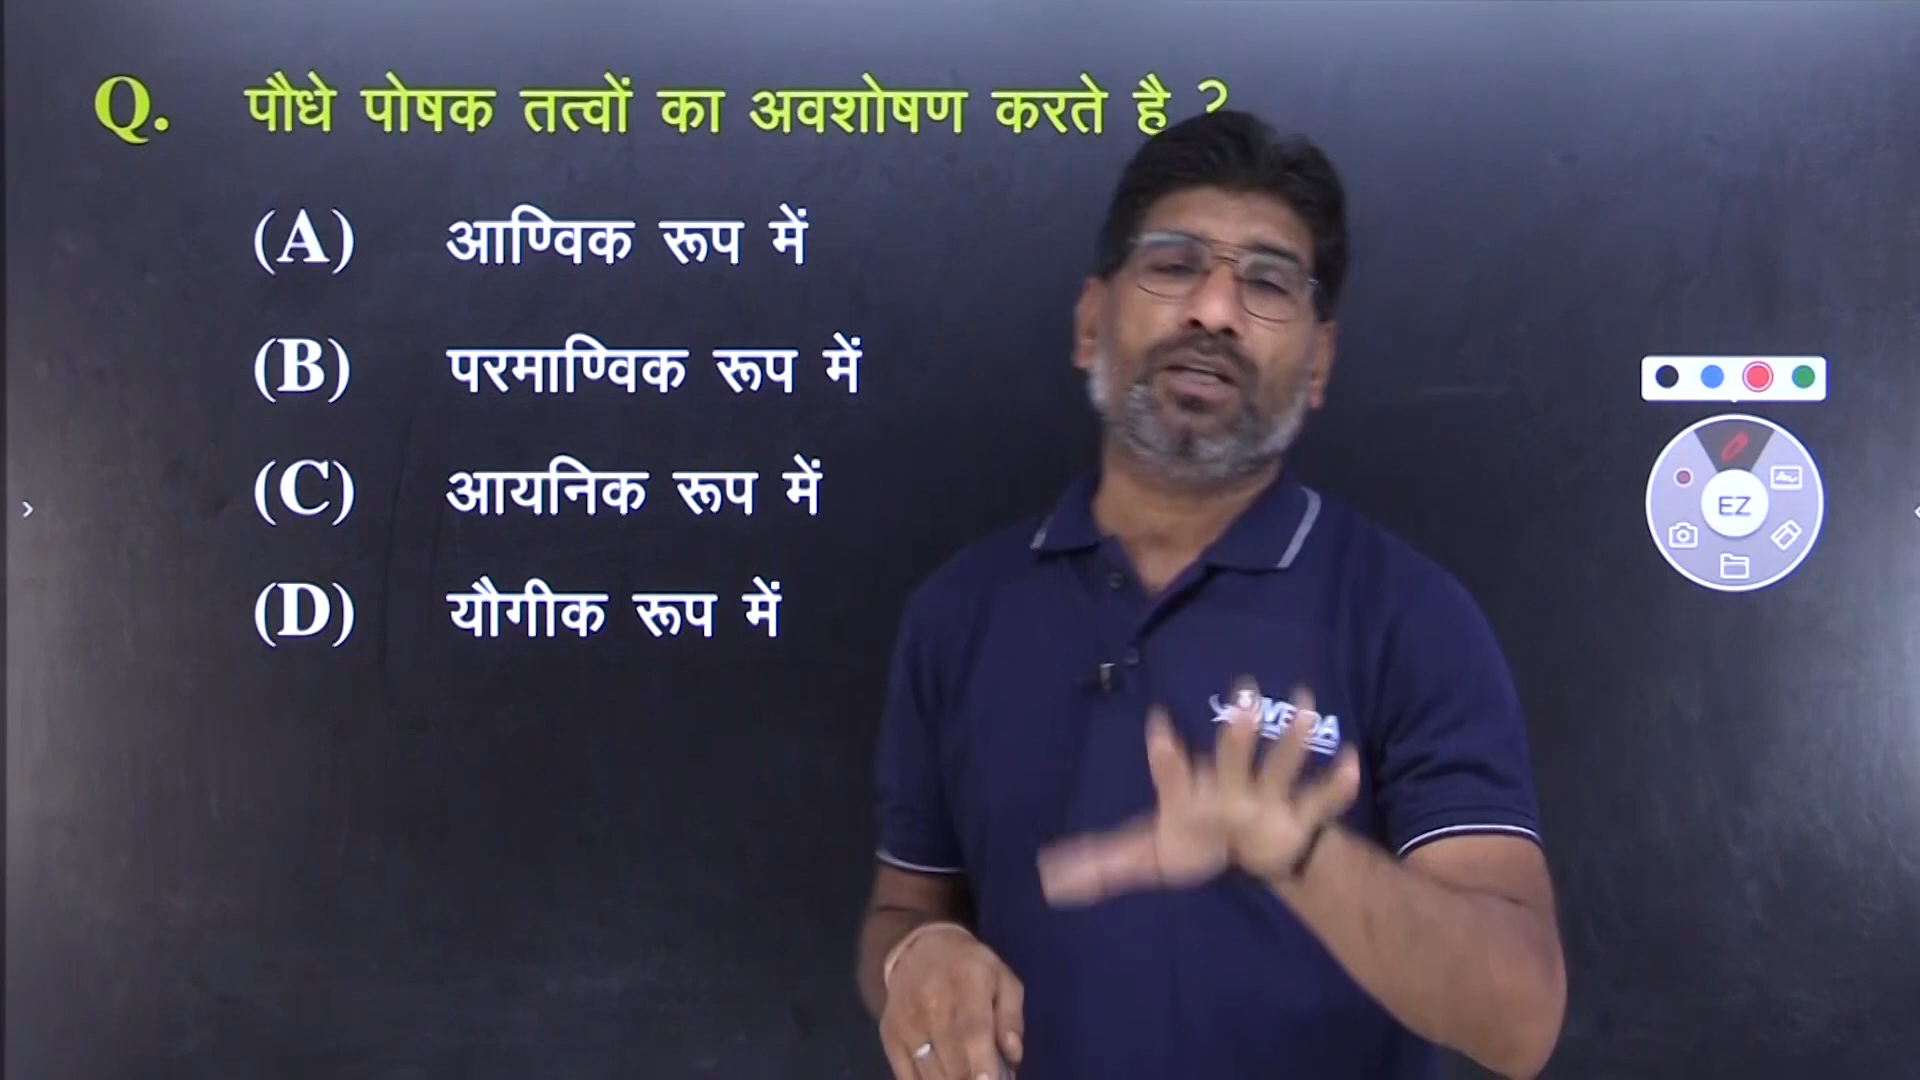 Q. पौधे पोषक तत्वों का अवशोषण करते है ?
(A) आण्विक रूप में
(B) परमाण्विक रूप में
(C) आयनिक रूप में
(D) यौगीक रूप में
EZ